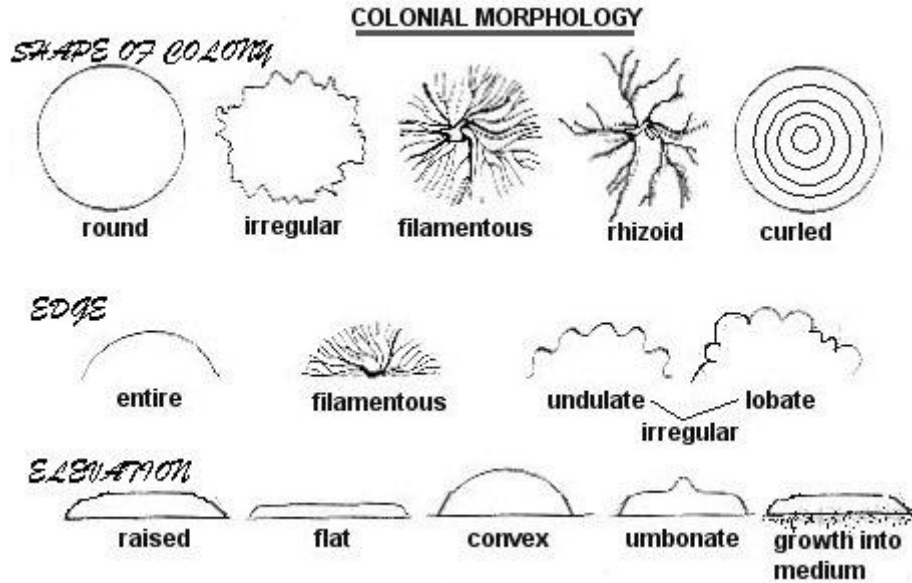 COLONIAL MORPHOLOGY
SHAPE OF COLONY
round irregular filamentous rhizoid curled
EDGE
entire filamentous undulate lobate
irregular
ELEVATION
raised flat convex umbonate growth into
medium